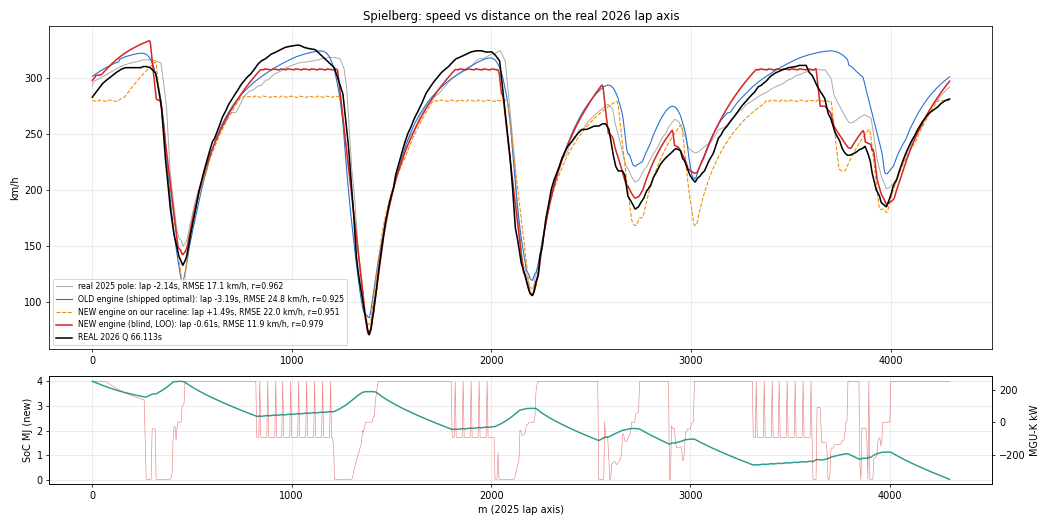 Spielberg: speed vs distance on the real 2026 lap axis
km/h
300
250
200
150
100
real 2025 pole: lap -2.14s, RMSE 17.1 km/h, r=0.962
OLD engine (shipped optimal): lap -3.19s, RMSE 24.8 km/h, r=0.925
NEW engine on our raceline: lap +1.49s, RMSE 22.0 km/h, r=0.951
NEW engine (blind, LOO): lap -0.61s, RMSE 11.9 km/h, r=0.979
REAL 2026 Q 66.113s
0 1000 2000 3000 4000
SoC MJ (new)
4
3
2
1
0
200
0
−200
MGU-K kW
0 1000 2000 3000 4000
m (2025 lap axis)